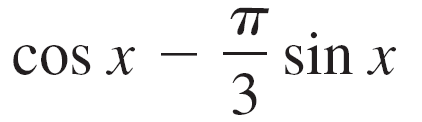 cos x − π/3 sin x